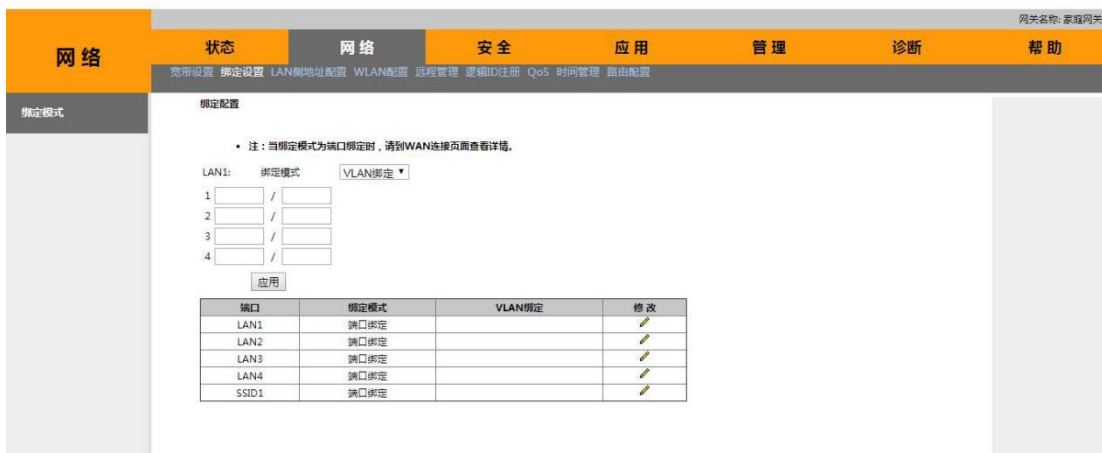 网关名称: 家庭网关
网络
状态 网络 安全 应用 管理 诊断 帮助
宽带设置 绑定设置 LAN侧地址配置 WLAN配置 远程管理 逻辑ID注册 QoS 时间管理 路由配置
绑定模式
绑定配置
• 注：当绑定模式为端口绑定时，请到WAN连接页面查看详情。
LAN1: 绑定模式 VLAN绑定
1 /
2 /
3 /
4 /
应用
端口 绑定模式 VLAN绑定 修改
LAN1 端口绑定
LAN2 端口绑定
LAN3 端口绑定
LAN4 端口绑定
SSID1 端口绑定